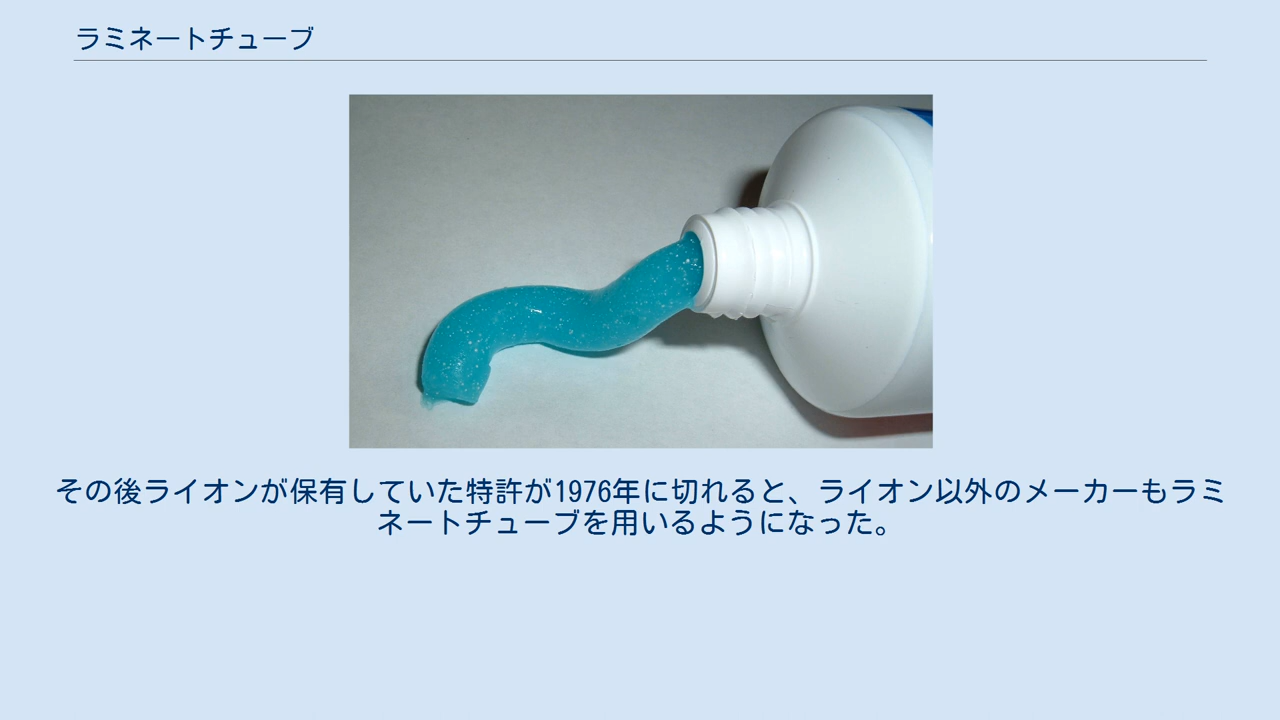 ラミネートチューブ
その後ライオンが保有していた特許が1976年に切れると、ライオン以外のメーカーもラミ
ネートチューブを用いるようになった。